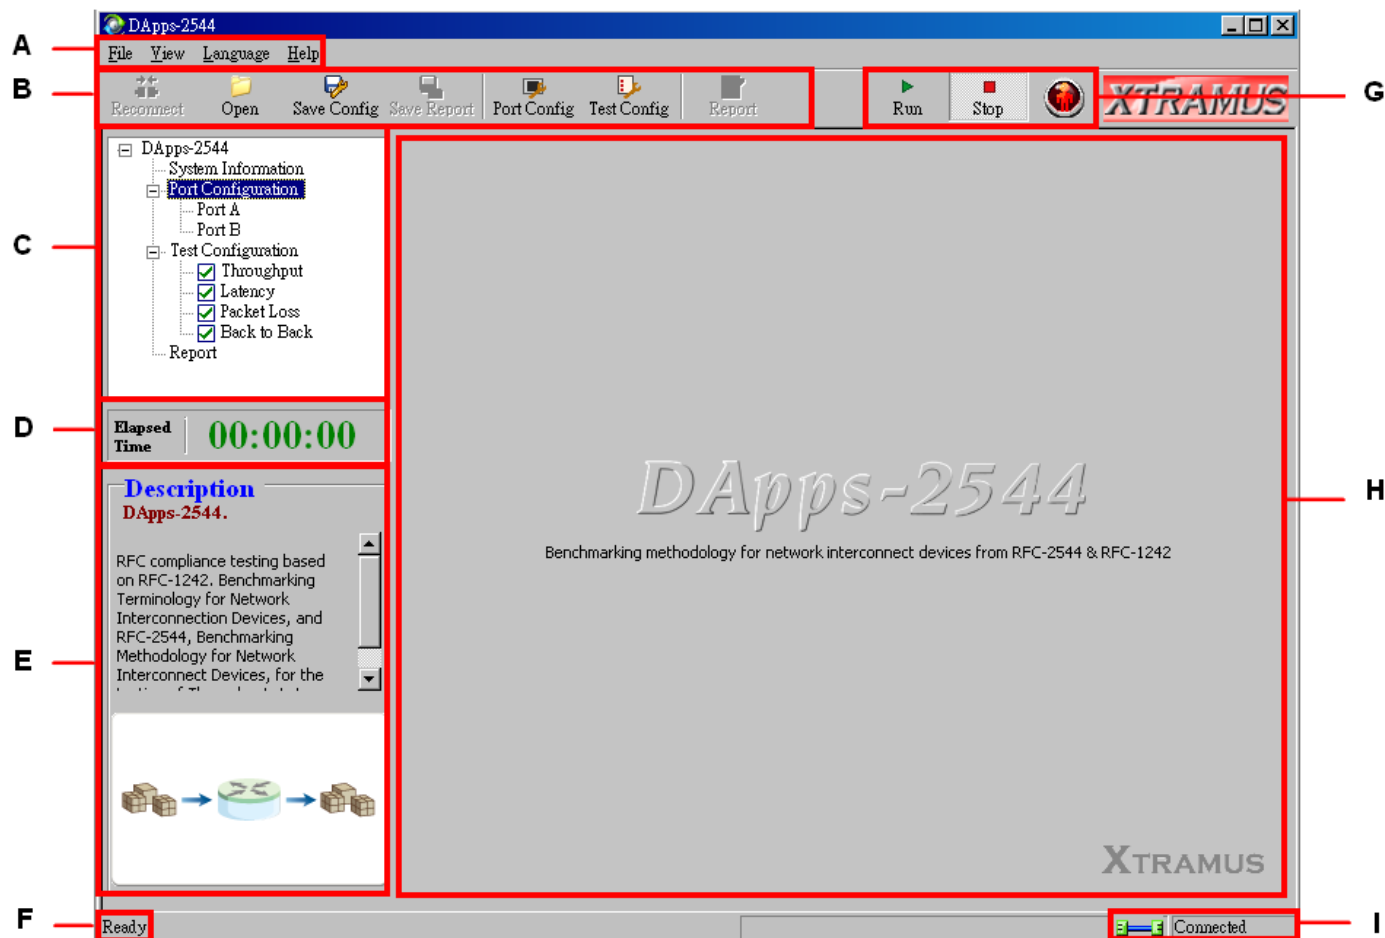 DApps-2544
A
File View Language Help
B
Reconnect Open Save Config Save Report Port Config Test Config Report
Run Stop
G
XTRAMUS
C
DApps-2544
System Information
Port Configuration
Port A
Port B
Test Configuration
Throughput
Latency
Packet Loss
Back to Back
Report
D
Elapsed
Time
00:00:00
E
Description
DApps-2544.
RFC compliance testing based
on RFC-1242. Benchmarking
Terminology for Network
Interconnection Devices, and
RFC-2544, Benchmarking
Methodology for Network
Interconnect Devices, for the
H
DApps-2544
Benchmarking methodology for network interconnect devices from RFC-2544 & RFC-1242
XTRAMUS
F
Ready
Connected
I